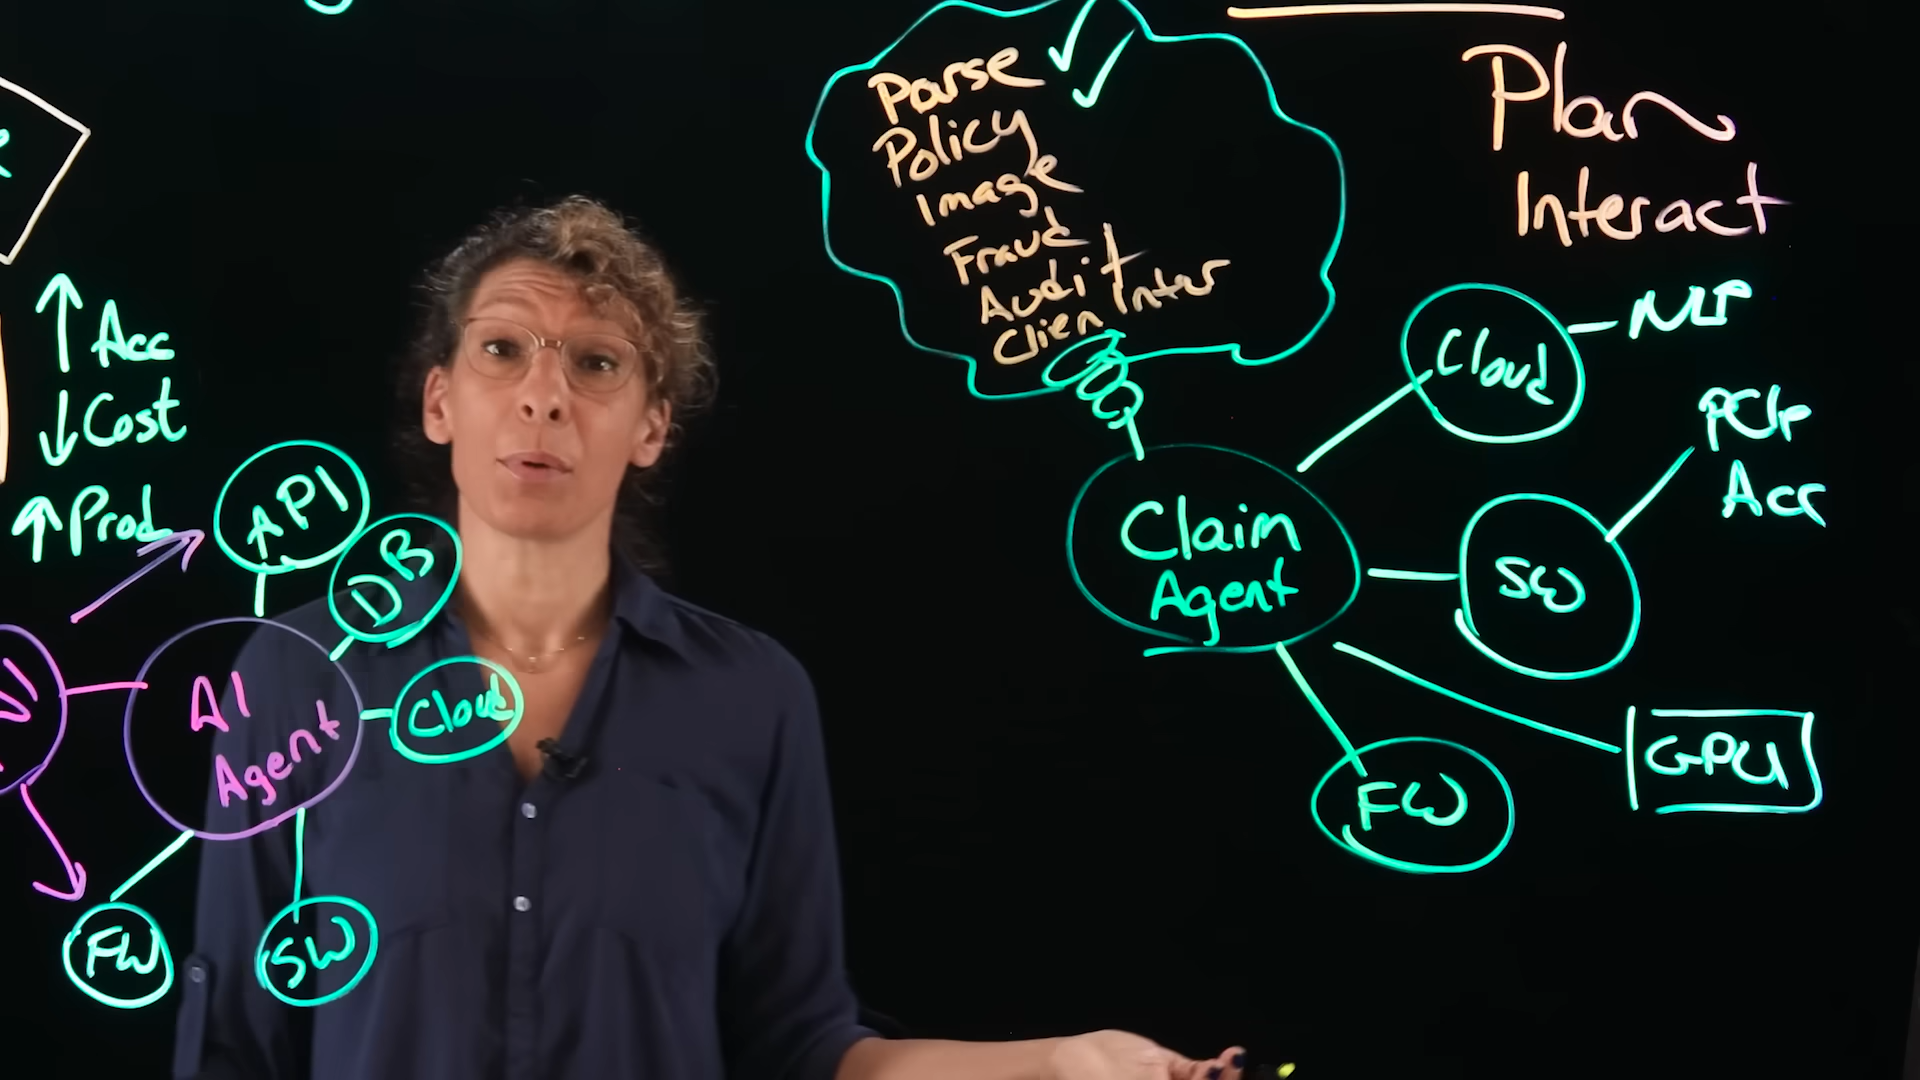 ↑ Acc
↓ Cost
↑ Prod
API
DB
AI
Agent
Cloud
FW
SW
Parse ✓
Policy ✓
Image
Fraud
Audit
Clien Inter
Claim
Agent
Plan
Interact
Cloud
NLP
SW
PCIe
Acc
GPU
FW